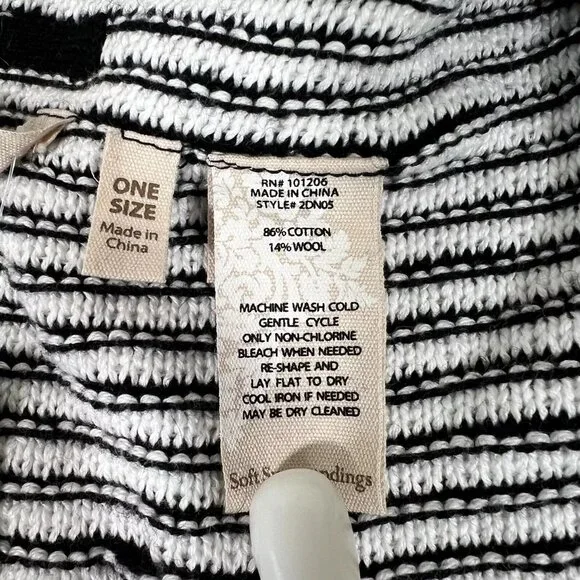 ONE
SIZE
Made in
China
RN# 101206
MADE IN CHINA
STYLE# 2DN05
86% COTTON
14% WOOL
MACHINE WASH COLD
GENTLE CYCLE
ONLY NON-CHLORINE
BLEACH WHEN NEEDED
RE-SHAPE AND
LAY FLAT TO DRY
COOL IRON IF NEEDED
MAY BE DRY CLEANED
Soft